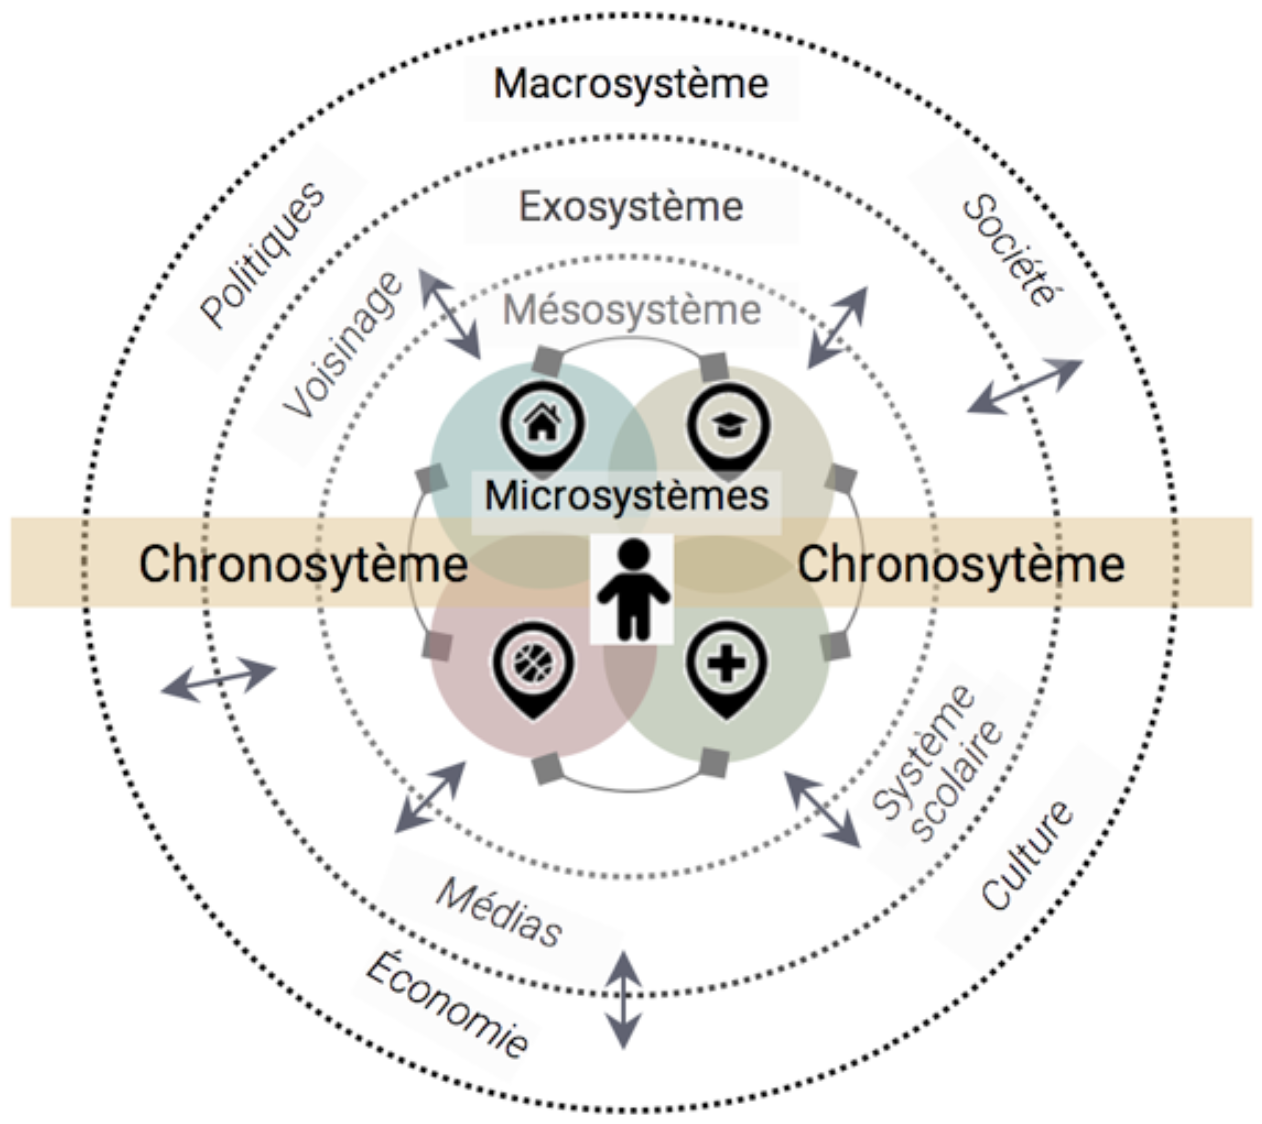 Macrosystème
Exosystème
Politiques
Société
Voisinage
Mésosystème
Microsystèmes
Chronosytème
Chronosytème
Système
scolaire
Culture
Médias
Économie